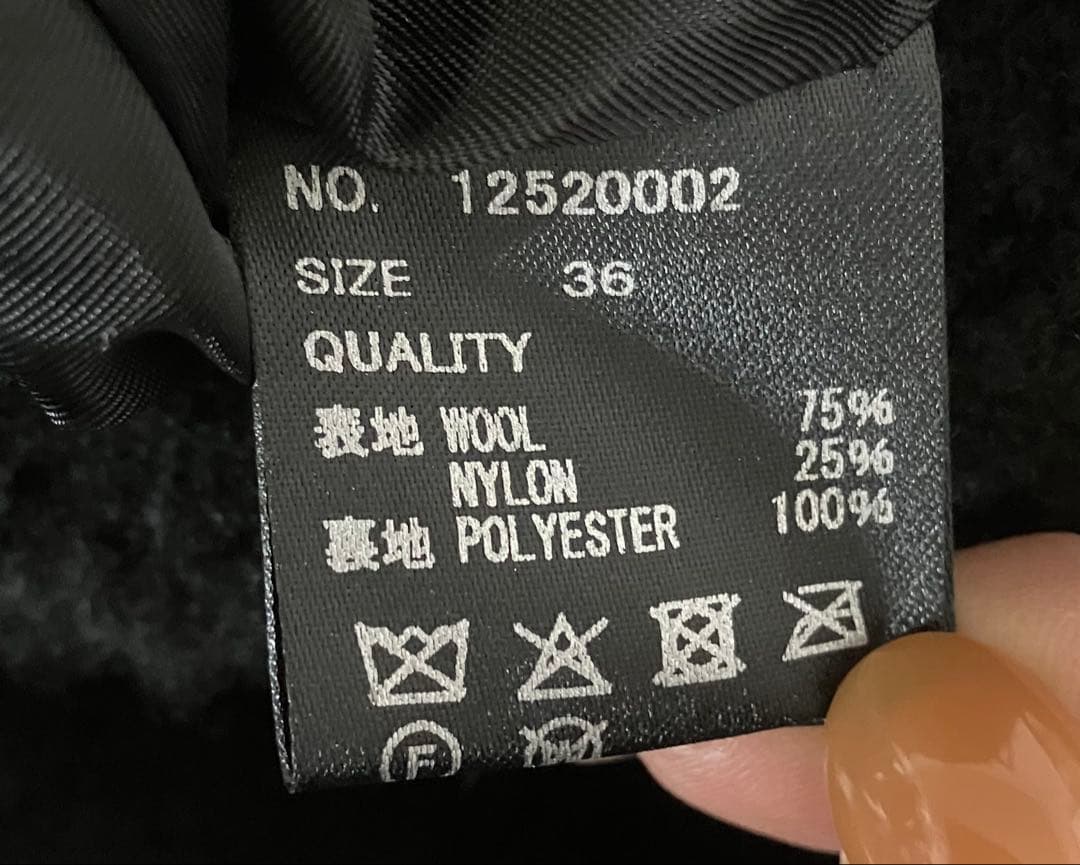 NO. 12520002
SIZE 36
QUALITY
表地 WOOL 75%
NYLON 25%
裏地 POLYESTER 100%
F